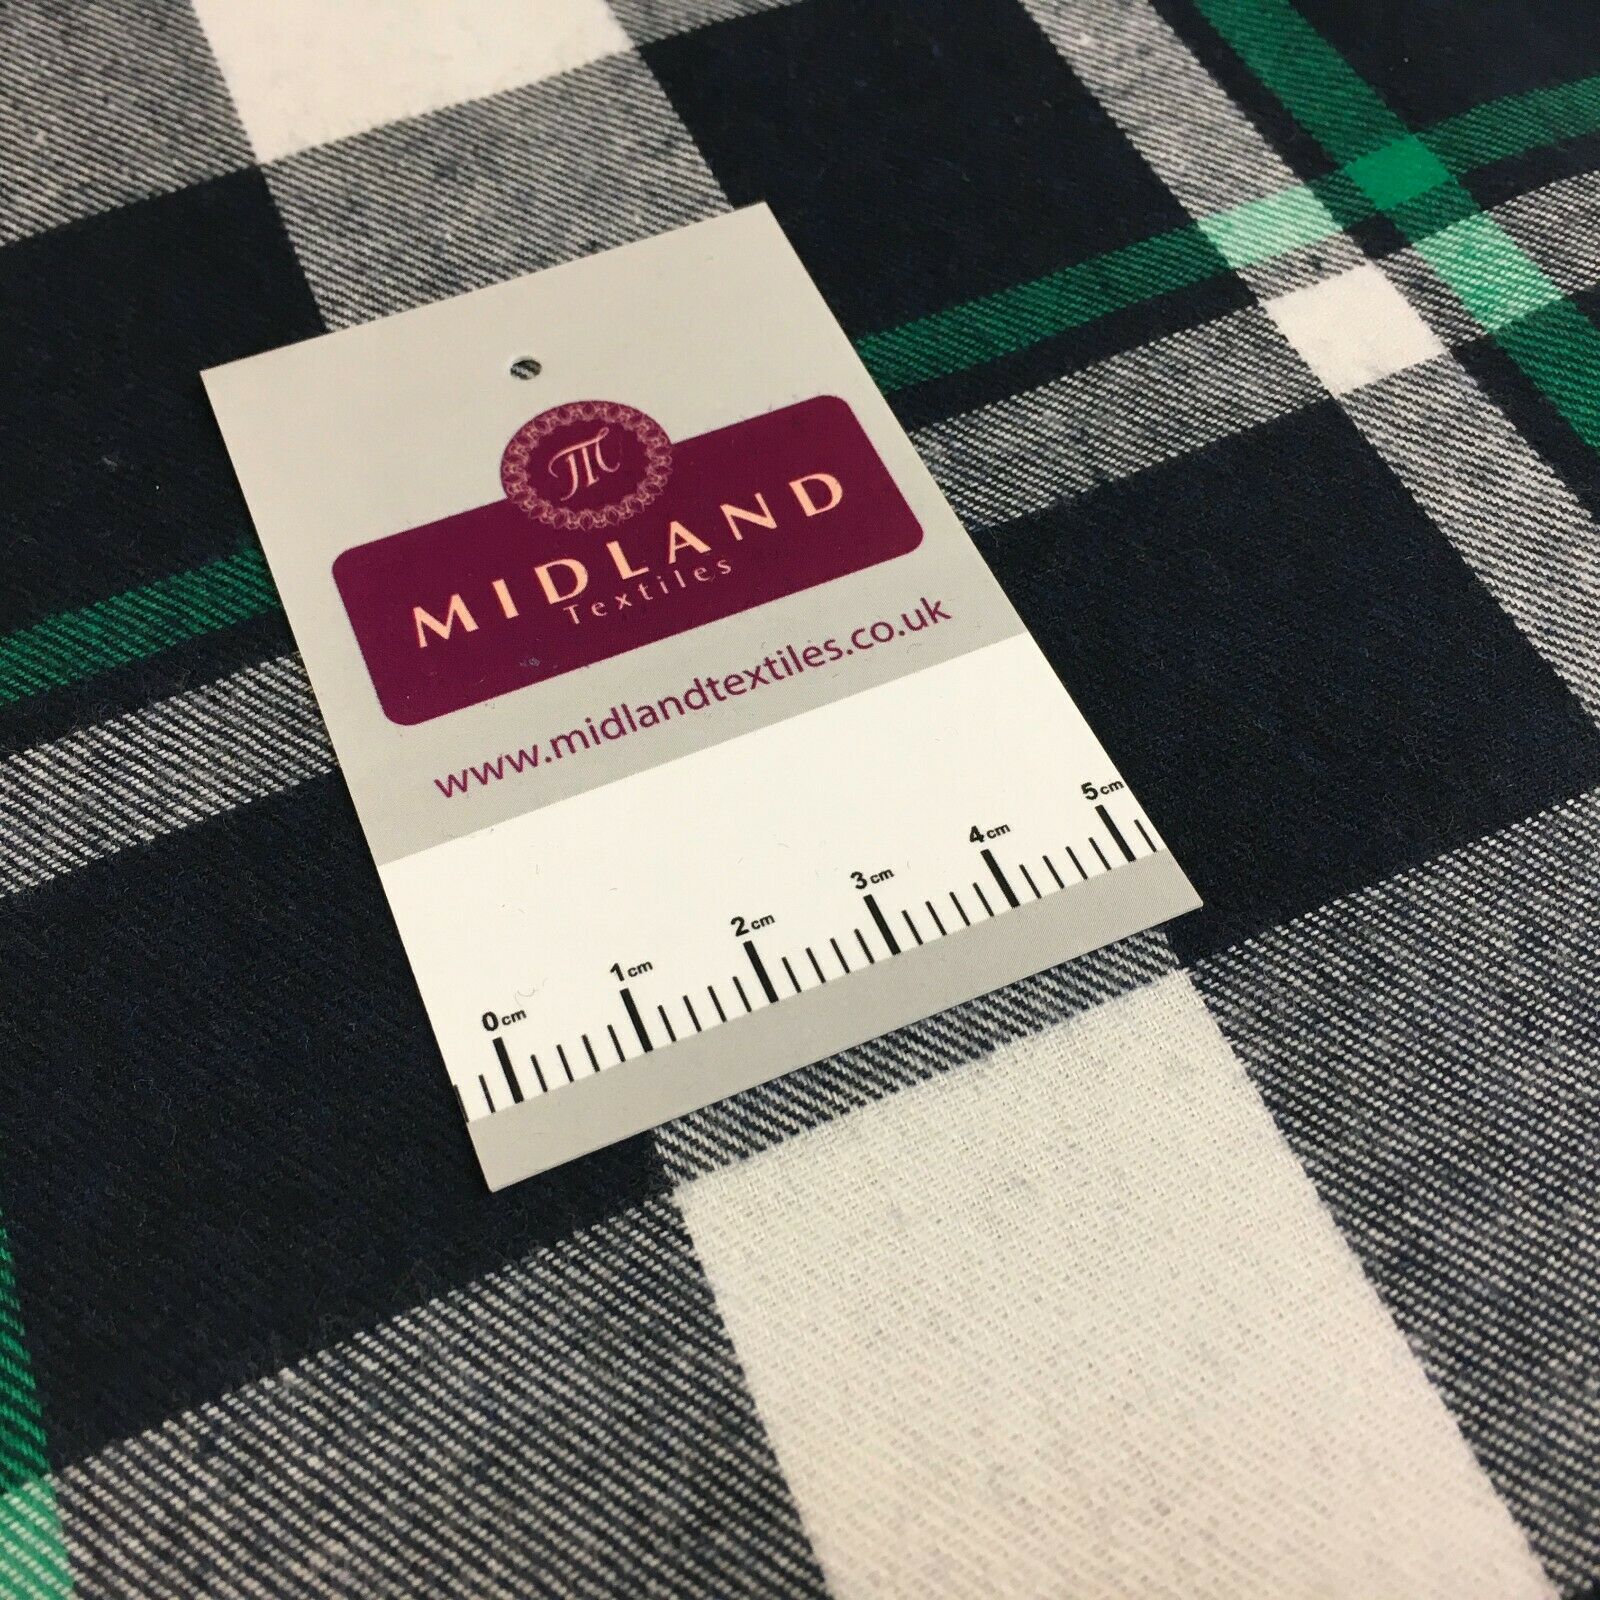 MIDLAND
Textiles
www.midlandtextiles.co.uk
0cm 1cm 2cm 3cm 4cm 5cm